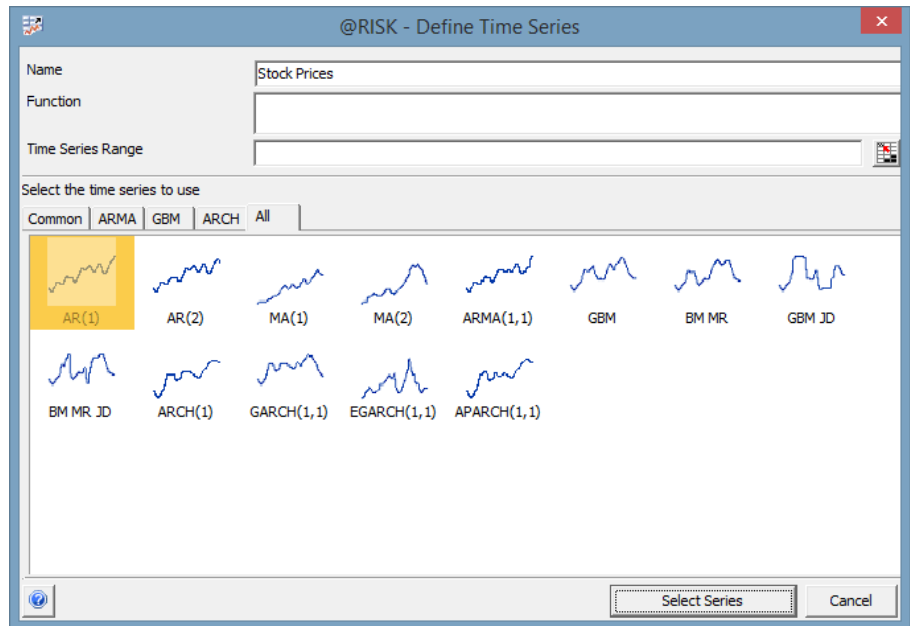 @RISK - Define Time Series
Name
Stock Prices
Function
Time Series Range
Select the time series to use
Common ARMA GBM ARCH All
AR(1) AR(2) MA(1) MA(2) ARMA(1,1) GBM BM MR GBM JD
BM MR JD ARCH(1) GARCH(1,1) EGARCH(1,1) APARCH(1,1)
Select Series Cancel